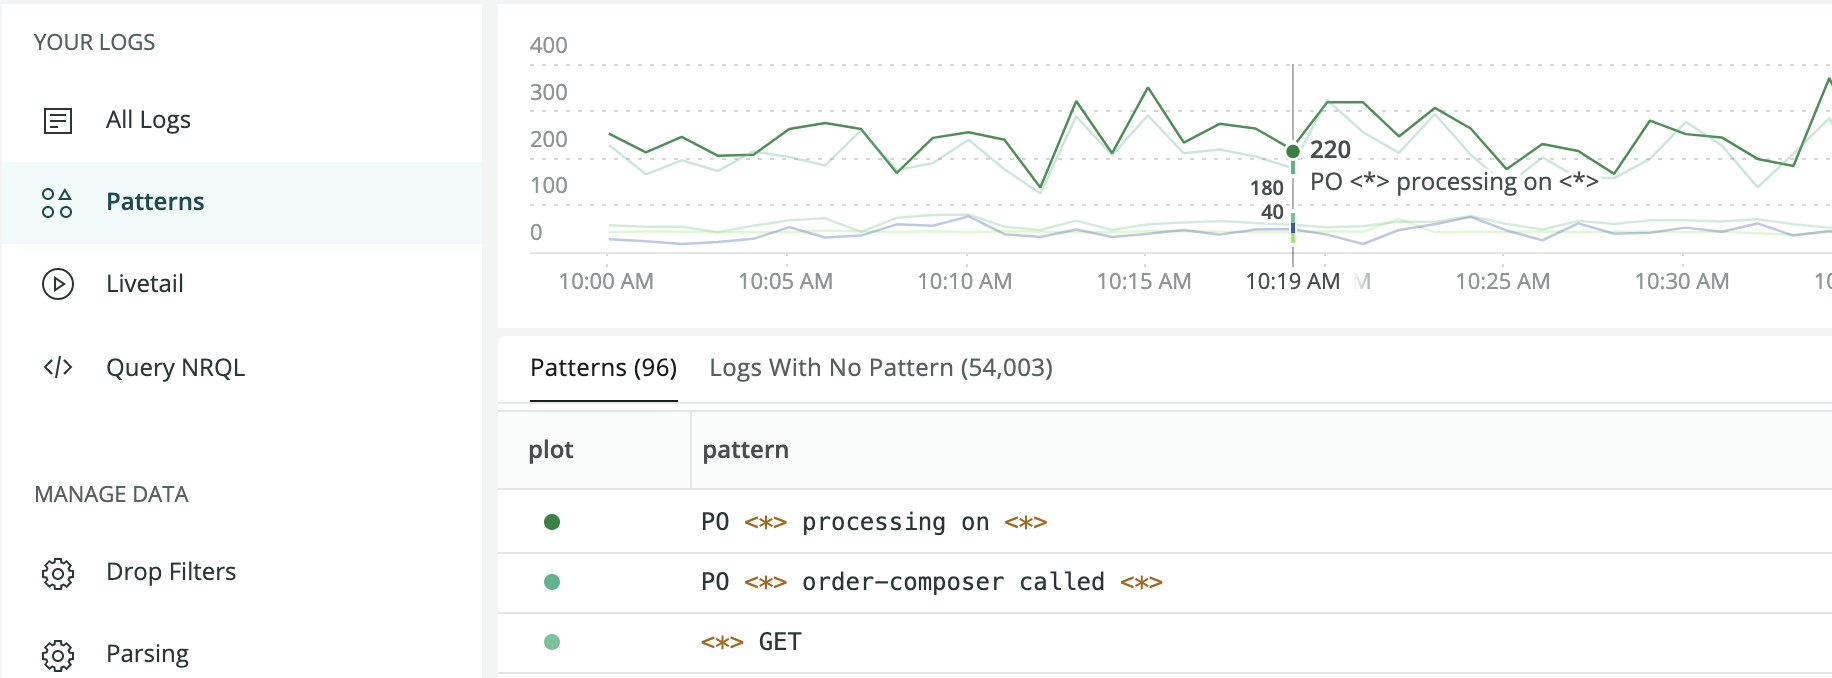 YOUR LOGS
All Logs
Patterns
Livetail
Query NRQL
MANAGE DATA
Drop Filters
Parsing
400
300
200
100
0
220
PO <*> processing on <*>
180
40
10:00 AM 10:05 AM 10:10 AM 10:15 AM 10:19 AM M 10:25 AM 10:30 AM 10
Patterns (96) Logs With No Pattern (54,003)
plot pattern
PO <*> processing on <*>
PO <*> order-composer called <*>
<*> GET